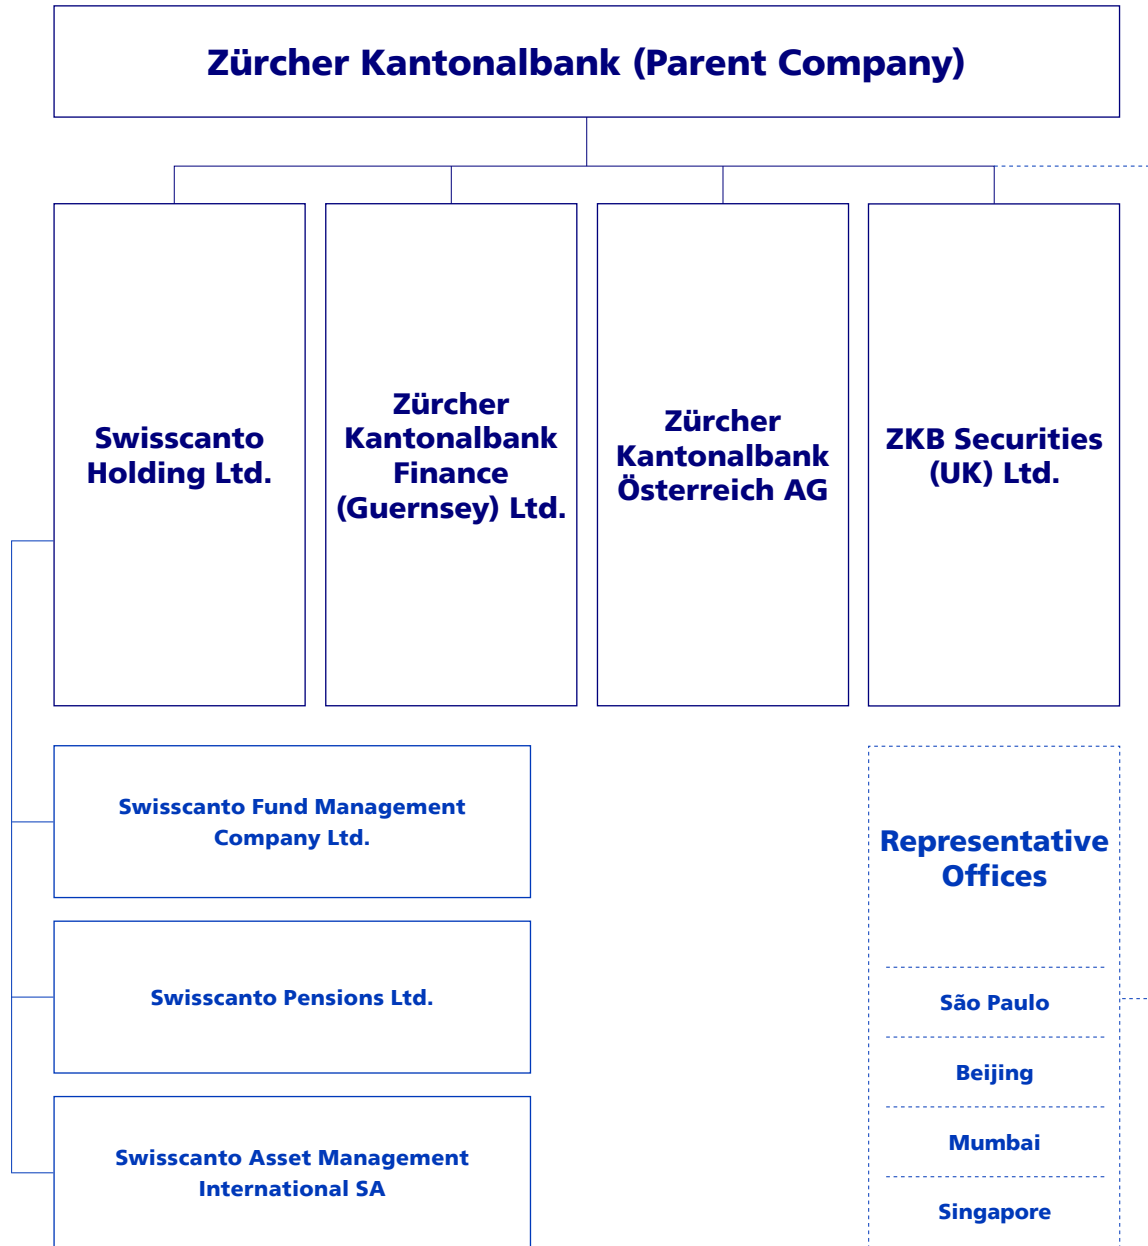 Zürcher Kantonalbank (Parent Company)
Swisscanto
Holding Ltd.
Zürcher
Kantonalbank
Finance
(Guernsey) Ltd.
Zürcher
Kantonalbank
Österreich AG
ZKB Securities
(UK) Ltd.
Swisscanto Fund Management
Company Ltd.
Swisscanto Pensions Ltd.
Swisscanto Asset Management
International SA
Representative
Offices
São Paulo
Beijing
Mumbai
Singapore